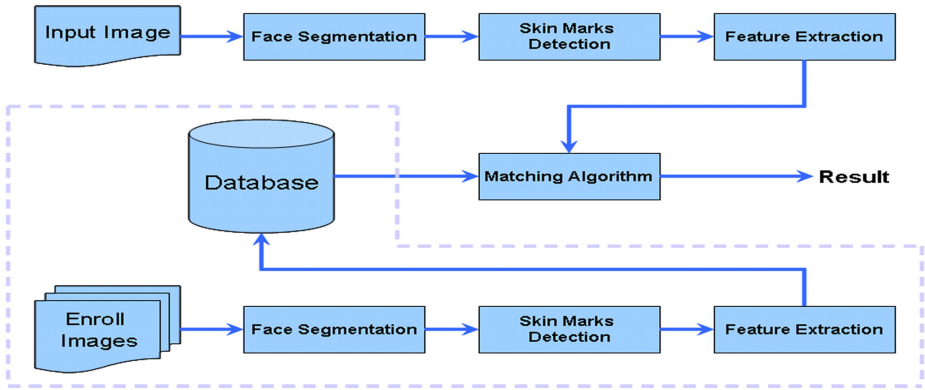 Input Image
Face Segmentation
Skin Marks
Detection
Feature Extraction
Database
Matching Algorithm
Result
Enroll
Images
Face Segmentation
Skin Marks
Detection
Feature Extraction